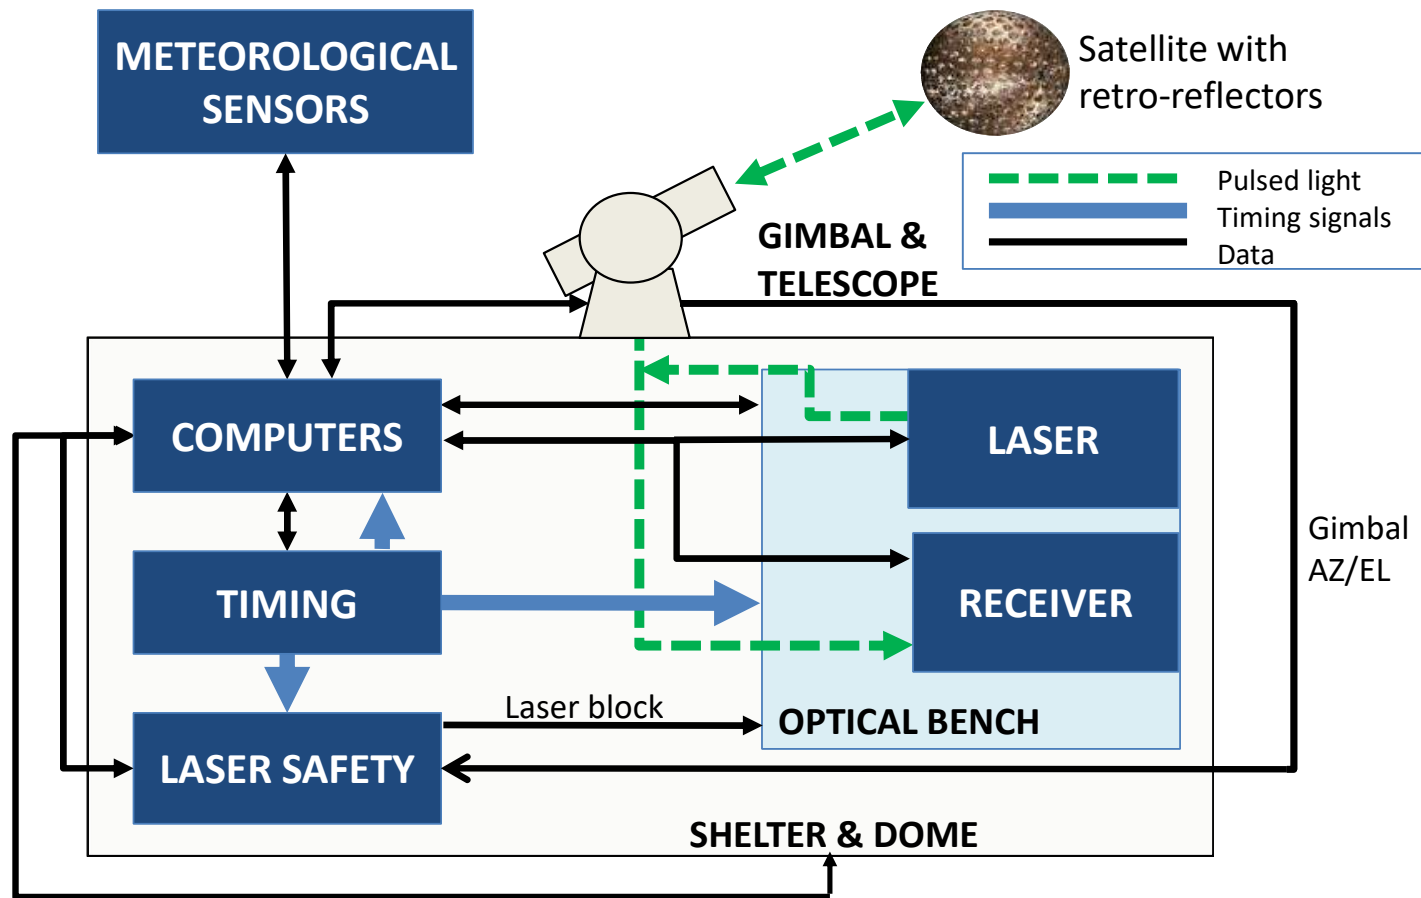 METEOROLOGICAL
SENSORS
Satellite with
retro-reflectors
Pulsed light
Timing signals
Data
GIMBAL &
TELESCOPE
COMPUTERS
LASER
TIMING
RECEIVER
Gimbal
AZ/EL
Laser block
OPTICAL BENCH
LASER SAFETY
SHELTER & DOME